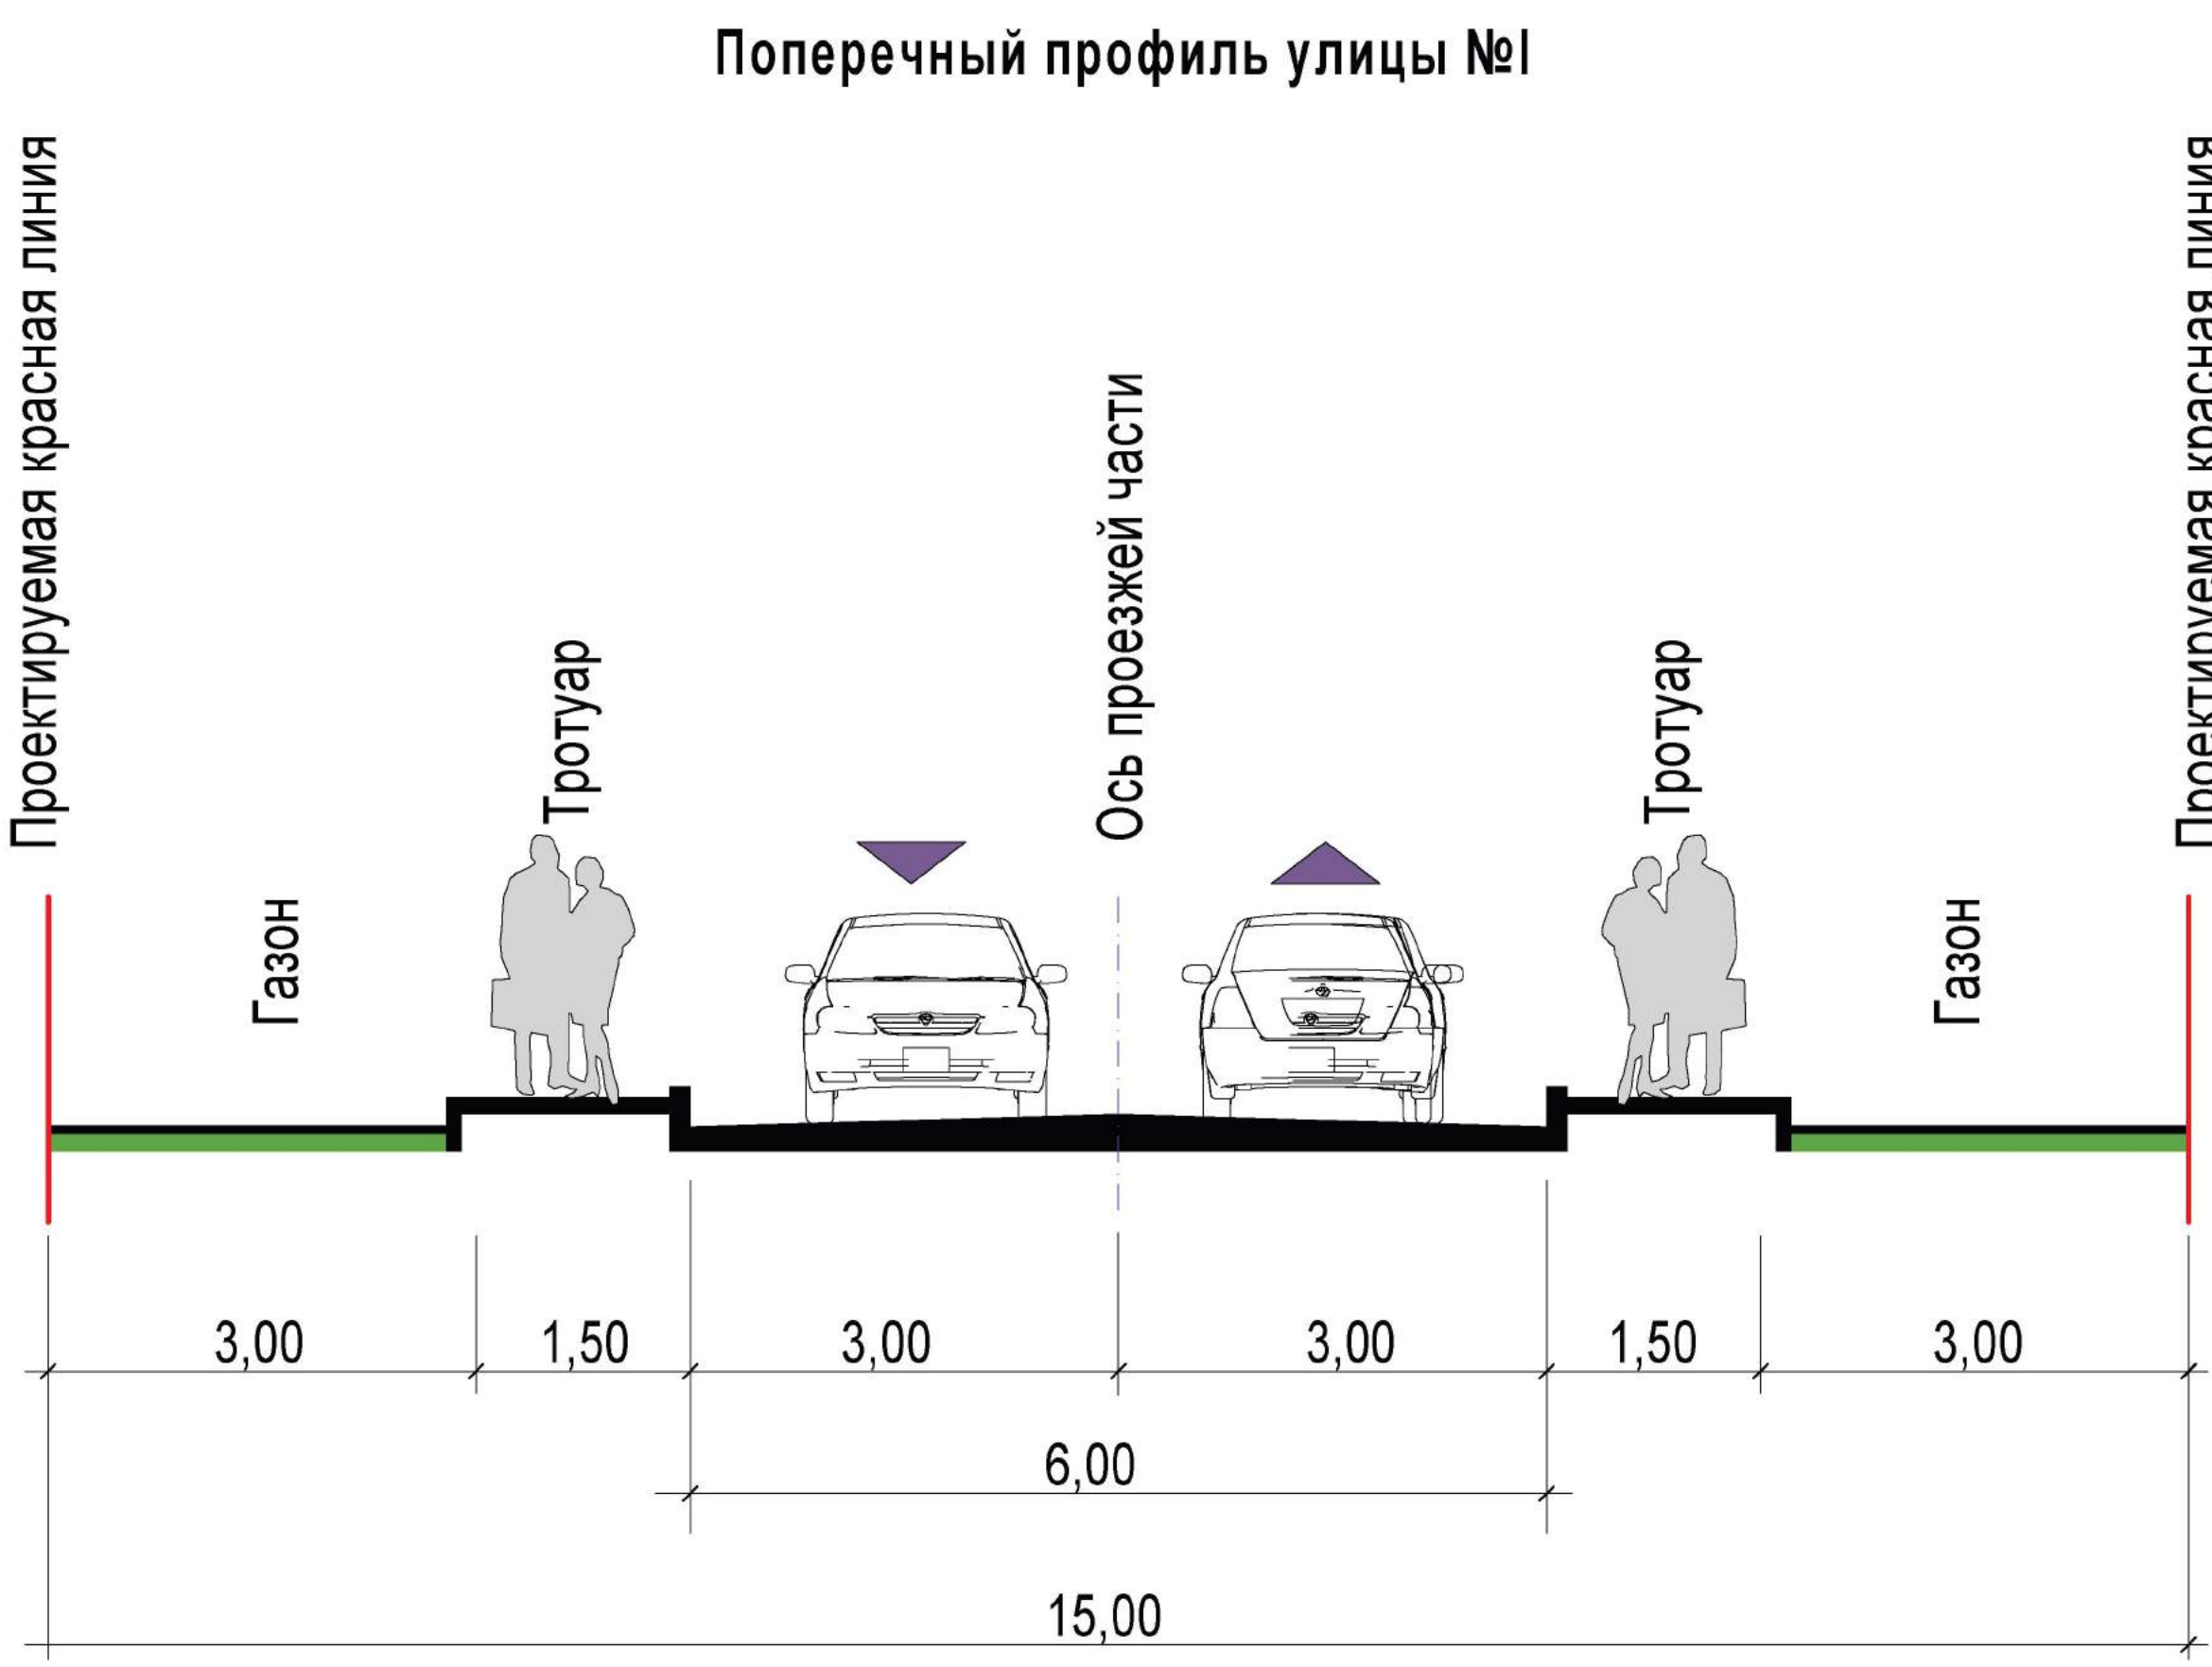 Поперечный профиль улицы №I
Проектируемая красная линия
Газон
Тротуар
Ось проезжей части
Тротуар
Газон
Проектируемая красная линия
3,00
1,50
3,00
3,00
1,50
3,00
6,00
15,00